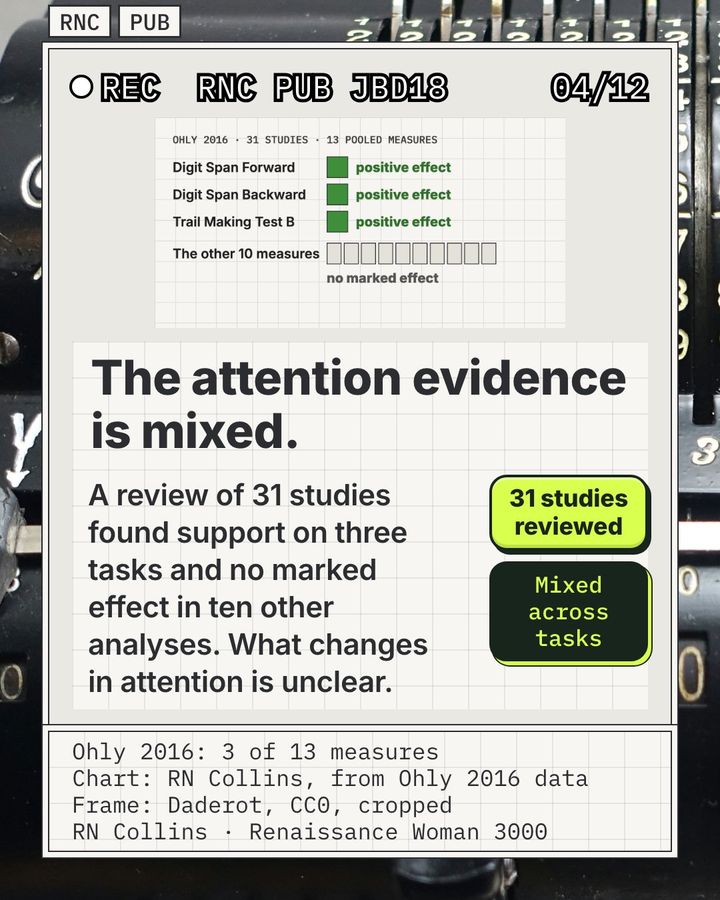 RNC PUB
REC RNC PUB JBD18 04/12
OHLY 2016 · 31 STUDIES · 13 POOLED MEASURES
Digit Span Forward positive effect
Digit Span Backward positive effect
Trail Making Test B positive effect
The other 10 measures
no marked effect
The attention evidence
is mixed.
A review of 31 studies
found support on three
tasks and no marked
effect in ten other
analyses. What changes
in attention is unclear.
31 studies
reviewed
Mixed
across
tasks
Ohly 2016: 3 of 13 measures
Chart: RN Collins, from Ohly 2016 data
Frame: Daderot, CC0, cropped
RN Collins · Renaissance Woman 3000